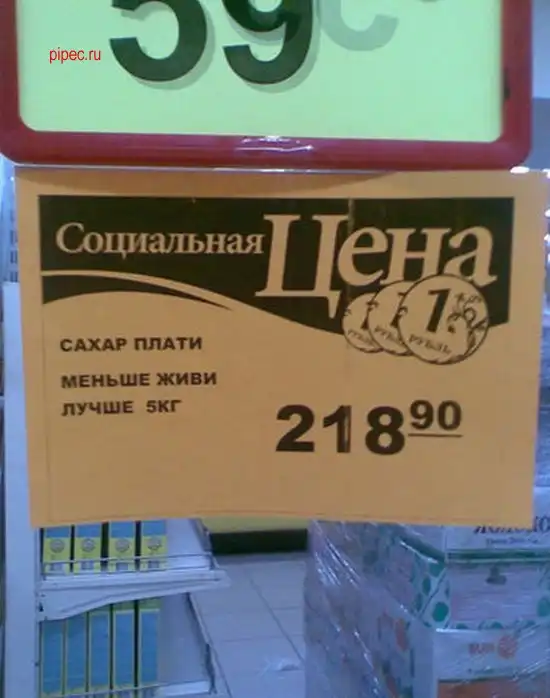 59
pipec.ru
Социальная Цена
1 РУБЛЬ
САХАР ПЛАТИ
МЕНЬШЕ ЖИВИ
ЛУЧШЕ 5КГ
218 90